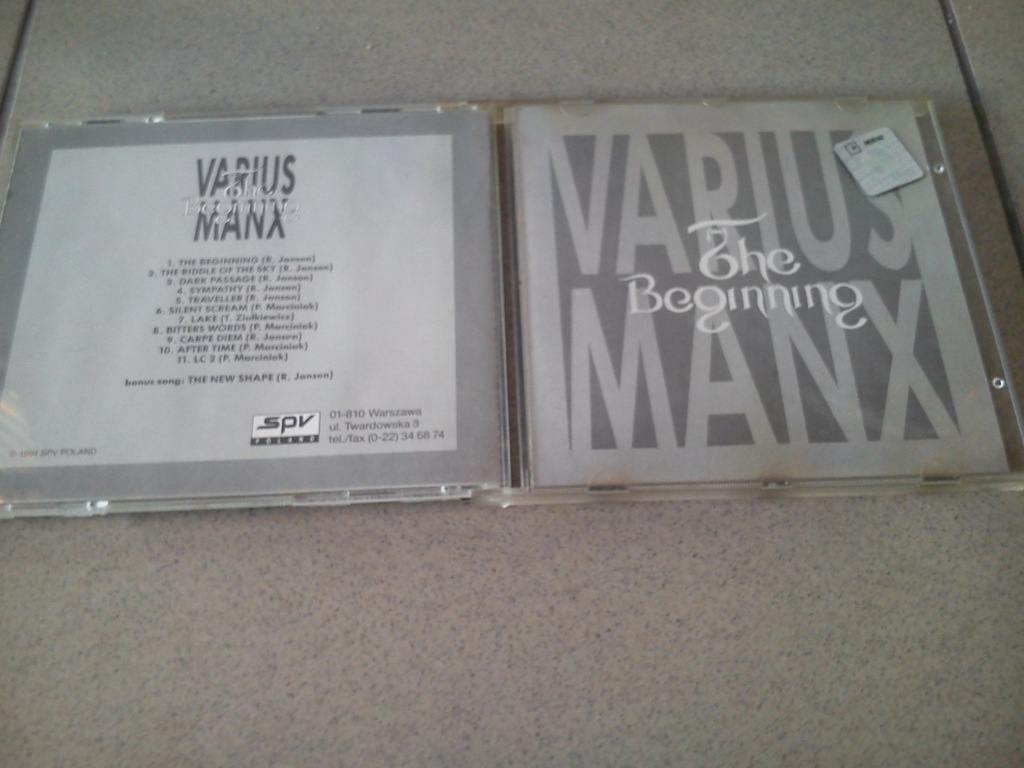 VARIUS
The
Beginning
MANX
1. THE BEGINNING (R. Janson)
2. THE RIDDLE OF THE SKY (R. Janson)
3. DARK PASSAGE (R. Janson)
4. SYMPATHY (R. Janson)
5. TRAVELLER (R. Janson)
6. SILENT SCREAM (P. Marciniak)
7. LAKE (T. Ziułkiewicz)
8. BITTERS WORDS (P. Marciniak)
9. CARPE DIEM (R. Janson)
10. AFTER TIME (P. Marciniak)
11. LC 2 (P. Marciniak)
bonus song: THE NEW SHAPE (R. Janson)
SPV
POLAND
01-810 Warszawa
ul. Twardowska 3
tel./fax (0-22) 34 68 74
SPV POLAND
VARIUS
The
Beginning
MANX